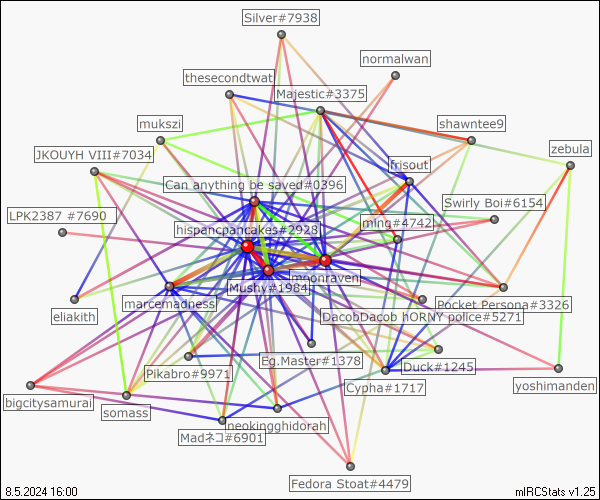 Silver#7938
normalwan
thesecondtwat
Majestic#3375
mukszi
shawntee9
zebula
JKOUYH VIII#7034
frisout
Can anything be saved#0396
Swirly Boi#6154
LPK2387 #7690
ming#4742
hispancpancakes#2928
moonraven
Mushy#1984
marcemadness
Pocket Persona#3326
eliakith
DacobDacob hORNY police#5271
Eg.Master#1378
Duck#1245
Pikabro#9971
Cypha#1717
yoshimanden
bigcitysamurai
somass
neokingghidorah
Madネコ#6901
Fedora Stoat#4479
8.5.2024 16:00
mIRCStats v1.25